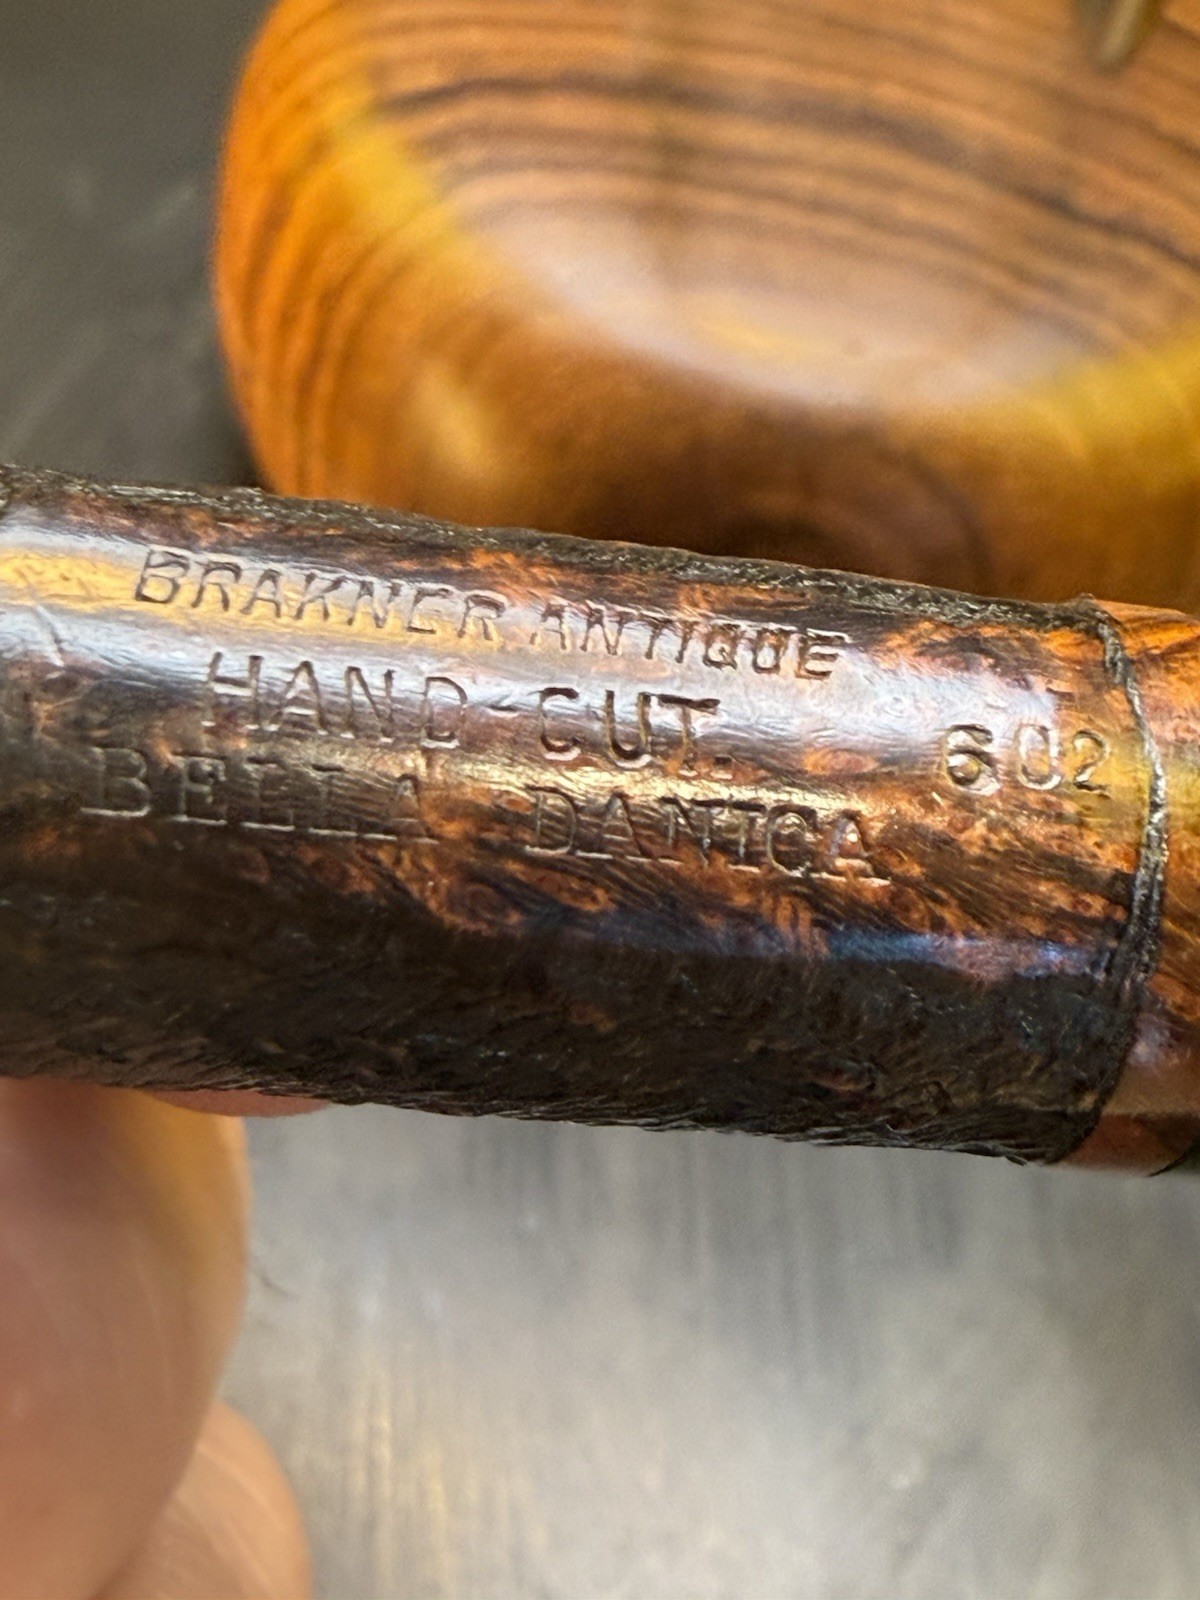 BRAKNER ANTIQUE
HAND-CUT.
602
BELLA DANICA